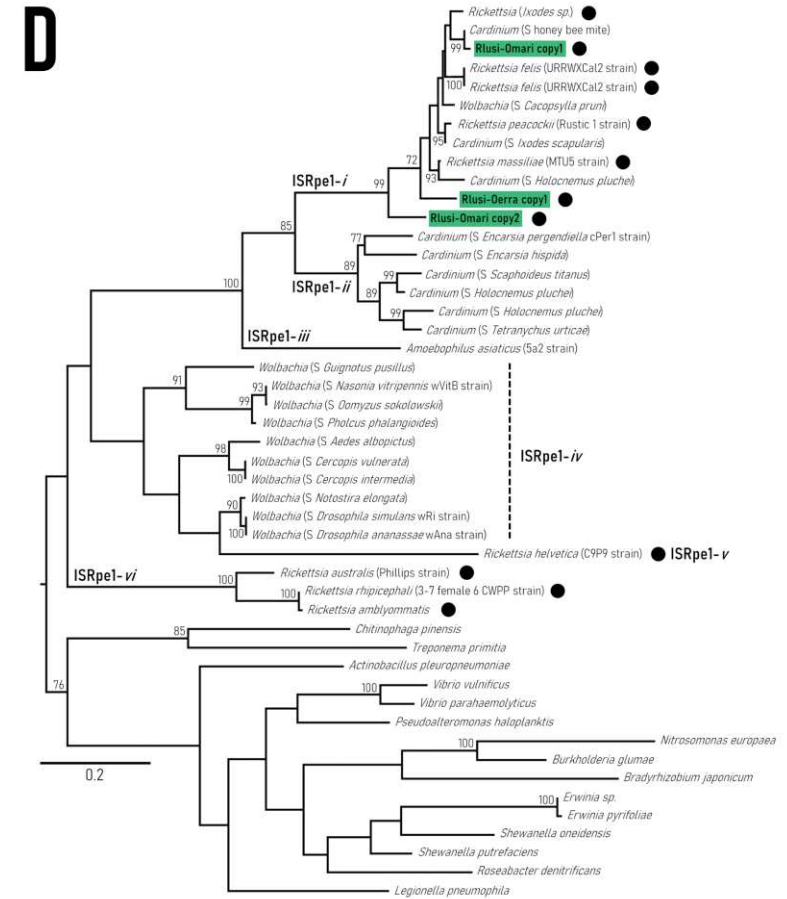 D
Rickettsia (Ixodes sp.)
Cardinium (S honey bee mite)
99
Rlusi-Omari copy1
Rickettsia felis (URRWXCal2 strain)
100
Rickettsia felis (URRWXCal2 strain)
Wolbachia (S Cacopsylla pruni)
Rickettsia peacockii (Rustic 1 strain)
95
Cardinium (S Ixodes scapularis)
72
Rickettsia massiliae (MTU5 strain)
93
Cardinium (S Holocnemus pluchei)
ISRpe1-i
99
Rlusi-Oerra copy1
Rlusi-Omari copy2
85
77
Cardinium (S Encarsia pergendiella cPer1 strain)
Cardinium (S Encarsia hispida)
89
99
Cardinium (S Scaphoideus titanus)
ISRpe1-ii
89
Cardinium (S Holocnemus pluchei)
100
99
Cardinium (S Holocnemus pluchei)
Cardinium (S Tetranychus urticae)
ISRpe1-iii
Amoebophilus asiaticus (5a2 strain)
Wolbachia (S Guignotus pusillus)
91
93
Wolbachia (S Nasonia vitripennis wVitB strain)
99
Wolbachia (S Oomyzus sokolowskii)
Wolbachia (S Pholcus phalangioides)
98
Wolbachia (S Aedes albopictus)
ISRpe1-iv
Wolbachia (S Cercopis vulnerata)
100
Wolbachia (S Cercopis intermedia)
90
Wolbachia (S Notostira elongata)
Wolbachia (S Drosophila simulans wRi strain)
100
Wolbachia (S Drosophila ananassae wAna strain)
Rickettsia helvetica (C9P9 strain)
ISRpe1-v
ISRpe1-vi
100
Rickettsia australis (Phillips strain)
100
Rickettsia rhipicephali (3-7 female 6 CWPP strain)
Rickettsia amblyommatis
85
Chitinophaga pinensis
Treponema primitia
76
Actinobacillus pleuropneumoniae
100
Vibrio vulnificus
Vibrio parahaemolyticus
Pseudoalteromonas haloplanktis
100
Nitrosomonas europaea
Burkholderia glumae
0.2
Bradyrhizobium japonicum
100
Erwinia sp.
Erwinia pyrifoliae
Shewanella oneidensis
Shewanella putrefaciens
Roseabacter denitrificans
Legionella pneumophila